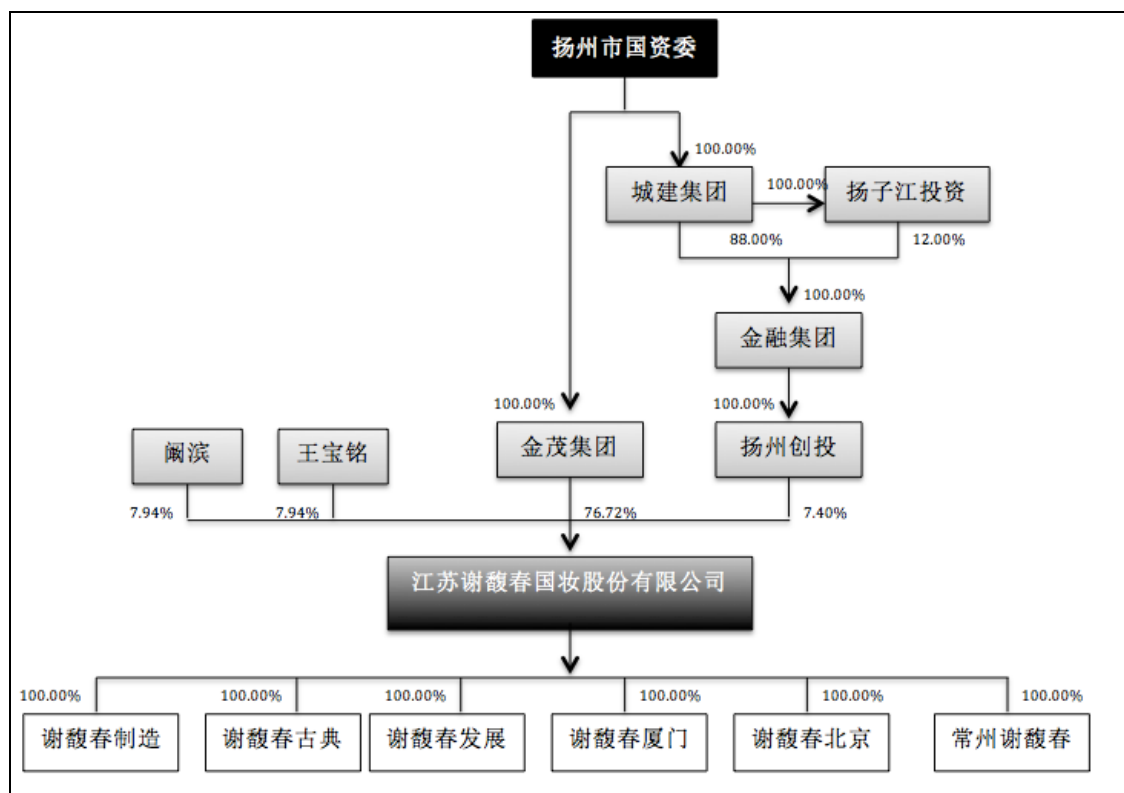 扬州市国资委
100.00%
城建集团
100.00%
扬子江投资
88.00%
12.00%
100.00%
金融集团
100.00%
100.00%
阚滨
王宝铭
金茂集团
扬州创投
7.94%
7.94%
76.72%
7.40%
江苏谢馥春国妆股份有限公司
100.00%
100.00%
100.00%
100.00%
100.00%
100.00%
谢馥春制造
谢馥春古典
谢馥春发展
谢馥春厦门
谢馥春北京
常州谢馥春